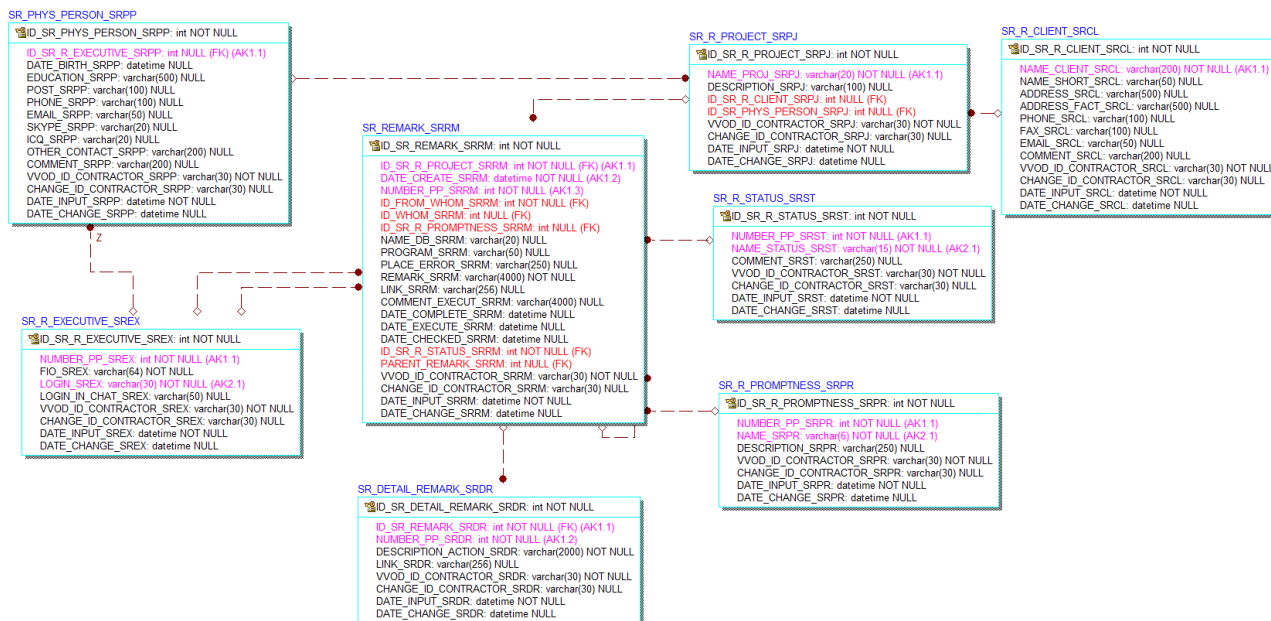 SR_PHYS_PERSON_SRPP
ID_SR_PHYS_PERSON_SRPP: int NOT NULL
ID_SR_R_EXECUTIVE_SRPP: int NULL (FK) (AK1.1)
DATE_BIRTH_SRPP: datetime NULL
EDUCATION_SRPP: varchar(500) NULL
POST_SRPP: varchar(100) NULL
PHONE_SRPP: varchar(100) NULL
EMAIL_SRPP: varchar(50) NULL
SKYPE_SRPP: varchar(20) NULL
ICQ_SRPP: varchar(20) NULL
OTHER_CONTACT_SRPP: varchar(200) NULL
COMMENT_SRPP: varchar(200) NULL
VVOD_ID_CONTRACTOR_SRPP: varchar(30) NOT NULL
CHANGE_ID_CONTRACTOR_SRPP: varchar(30) NULL
DATE_INPUT_SRPP: datetime NOT NULL
DATE_CHANGE_SRPP: datetime NULL
Z
SR_R_EXECUTIVE_SREX
ID_SR_R_EXECUTIVE_SREX: int NOT NULL
NUMBER_PP_SREX: int NOT NULL (AK1.1)
FIO_SREX: varchar(64) NOT NULL
LOGIN_SREX: varchar(30) NOT NULL (AK2.1)
LOGIN_IN_CHAT_SREX: varchar(50) NULL
VVOD_ID_CONTRACTOR_SREX: varchar(30) NOT NULL
CHANGE_ID_CONTRACTOR_SREX: varchar(30) NULL
DATE_INPUT_SREX: datetime NOT NULL
DATE_CHANGE_SREX: datetime NULL
SR_REMARK_SRRM
ID_SR_REMARK_SRRM: int NOT NULL
ID_SR_R_PROJECT_SRRM: int NOT NULL (FK) (AK1.1)
DATE_CREATE_SRRM: datetime NOT NULL (AK1.2)
NUMBER_PP_SRRM: int NOT NULL (AK1.3)
ID_FROM_WHOM_SRRM: int NOT NULL (FK)
ID_WHOM_SRRM: int NULL (FK)
ID_SR_R_PROMPTNESS_SRRM: int NULL (FK)
NAME_DB_SRRM: varchar(20) NULL
PROGRAM_SRRM: varchar(50) NULL
PLACE_ERROR_SRRM: varchar(250) NULL
REMARK_SRRM: varchar(4000) NOT NULL
LINK_SRRM: varchar(256) NULL
COMMENT_EXECUT_SRRM: varchar(4000) NULL
DATE_COMPLETE_SRRM: datetime NULL
DATE_EXECUTE_SRRM: datetime NULL
DATE_CHECKED_SRRM: datetime NULL
ID_SR_R_STATUS_SRRM: int NOT NULL (FK)
PARENT_REMARK_SRRM: int NULL (FK)
VVOD_ID_CONTRACTOR_SRRM: varchar(30) NOT NULL
CHANGE_ID_CONTRACTOR_SRRM: varchar(30) NULL
DATE_INPUT_SRRM: datetime NOT NULL
DATE_CHANGE_SRRM: datetime NULL
SR_DETAIL_REMARK_SRDR
ID_SR_DETAIL_REMARK_SRDR: int NOT NULL
ID_SR_REMARK_SRDR: int NOT NULL (FK) (AK1.1)
NUMBER_PP_SRDR: int NOT NULL (AK1.2)
DESCRIPTION_ACTION_SRDR: varchar(2000) NOT NULL
LINK_SRDR: varchar(256) NULL
VVOD_ID_CONTRACTOR_SRDR: varchar(30) NOT NULL
CHANGE_ID_CONTRACTOR_SRDR: varchar(30) NULL
DATE_INPUT_SRDR: datetime NOT NULL
DATE_CHANGE_SRDR: datetime NULL
SR_R_PROJECT_SRPJ
ID_SR_R_PROJECT_SRPJ: int NOT NULL
NAME_PROJ_SRPJ: varchar(20) NOT NULL (AK1.1)
DESCRIPTION_SRPJ: varchar(100) NULL
ID_SR_R_CLIENT_SRPJ: int NULL (FK)
ID_SR_PHYS_PERSON_SRPJ: int NULL (FK)
VVOD_ID_CONTRACTOR_SRPJ: varchar(30) NOT NULL
CHANGE_ID_CONTRACTOR_SRPJ: varchar(30) NULL
DATE_INPUT_SRPJ: datetime NOT NULL
DATE_CHANGE_SRPJ: datetime NULL
SR_R_STATUS_SRST
ID_SR_R_STATUS_SRST: int NOT NULL
NUMBER_PP_SRST: int NOT NULL (AK1.1)
NAME_STATUS_SRST: varchar(15) NOT NULL (AK2.1)
COMMENT_SRST: varchar(250) NULL
VVOD_ID_CONTRACTOR_SRST: varchar(30) NOT NULL
CHANGE_ID_CONTRACTOR_SRST: varchar(30) NULL
DATE_INPUT_SRST: datetime NOT NULL
DATE_CHANGE_SRST: datetime NULL
SR_R_PROMPTNESS_SRPR
ID_SR_R_PROMPTNESS_SRPR: int NOT NULL
NUMBER_PP_SRPR: int NOT NULL (AK1.1)
NAME_SRPR: varchar(6) NOT NULL (AK2.1)
DESCRIPTION_SRPR: varchar(250) NULL
VVOD_ID_CONTRACTOR_SRPR: varchar(30) NOT NULL
CHANGE_ID_CONTRACTOR_SRPR: varchar(30) NULL
DATE_INPUT_SRPR: datetime NOT NULL
DATE_CHANGE_SRPR: datetime NULL
SR_R_CLIENT_SRCL
ID_SR_R_CLIENT_SRCL: int NOT NULL
NAME_CLIENT_SRCL: varchar(200) NOT NULL (AK1.1)
NAME_SHORT_SRCL: varchar(50) NULL
ADDRESS_SRCL: varchar(500) NULL
ADDRESS_FACT_SRCL: varchar(500) NULL
PHONE_SRCL: varchar(100) NULL
FAX_SRCL: varchar(100) NULL
EMAIL_SRCL: varchar(50) NULL
COMMENT_SRCL: varchar(200) NULL
VVOD_ID_CONTRACTOR_SRCL: varchar(30) NOT NULL
CHANGE_ID_CONTRACTOR_SRCL: varchar(30) NULL
DATE_INPUT_SRCL: datetime NOT NULL
DATE_CHANGE_SRCL: datetime NULL